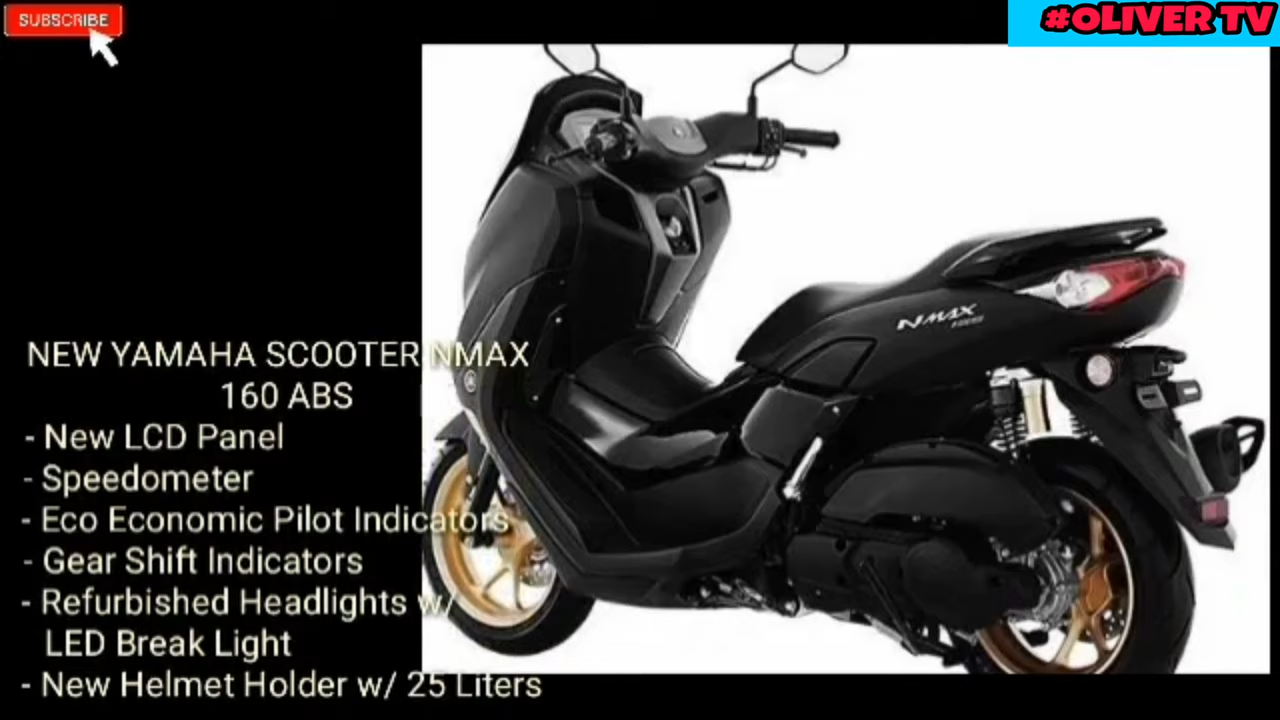 SUBSCRIBE
#OLIVER TV
NMAX
NEW YAMAHA SCOOTER NMAX
160 ABS
- New LCD Panel
- Speedometer
- Eco Economic Pilot Indicators
- Gear Shift Indicators
- Refurbished Headlights w/
LED Break Light
- New Helmet Holder w/ 25 Liters